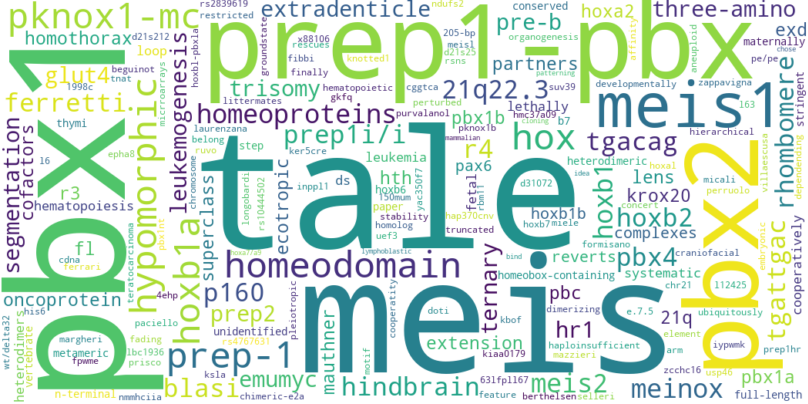 rs2839619
restricted
extradenticle
ndufs2
conserved
hoxa2
three-amino
pknox1-mc
prep1-pbx
x88106
rescues
fibbi
finally
groundstate
hoxb1-pbx1a
205-bp
meis1
organogenesis
pre-b
affinity
aneuploid
exd
maternally
pe/pe
d21s212
homothorax
loop
beguinot
tnat
1998c
glut4
ferretti
thymi
hematopoietic
knotted1
partners
d21s25
rsns
developmentally
zappavigna
chose
stringent
microarrays
leukemogenesis
trisomy
cggtca
suv39
21q22.3
meis1
163
littermates
gkfq
perturbed
purvalanol
patterning
lethally
hmc37a09
hierarchical
homeoproteins
pbx1b
pknox1b
b7
mammalian
cloning
tgacag
rhombomere
depending
segmentation
cofactors
l6
epha8
laurenzana
belong
ruvo
step
prep1i/i
ker5cre
hox
r4
pax6
idea
heterodimeric
hoxa1
villaescusa
pbx1
r3
hematopoiesis
hypomorphic
chromosome
superclass
longobardi
rs10444502
ecotropic
inppl1
ds
150mum
hth
leukemia
hoxb6
paper
stability
homolog
uef3
yac350f7
fetal
rbm11
hap370cnv
truncated
tale
d31072
concert
hoxb1
lens
krox20
micali
perruolo
pbx2
tgattgac
cooperatively
fl
cdna
ferrari
teratocarcinoma
pbx1et
hoxb1a
hoxa77a9
lymphoblastic
hoxb1b
hoxb7
miele
bind
formisano
hoxb2
complexes
craniofacial
embryonic
oncoprotein
his6
4ehp
p160
homeodomain
ternary
homeobox-containing
reverts
pbx4
systematic
chr21
112425
wt/delta32
heterodimers
vertebrate
margheri
metameric
fpwme
paciello
fading
lbc1936
prisco
prep2
unidentified
rs4767631
pleiotropic
meis
cooperatity
doti
motif
pbc
dimerizing
e.7.5
21q
ubiquitously
iypwmk
hr1
kbof
haploinsufficient
element
prep1hr
prep-1
mauthner
extension
kiaa0179
mazzieri
arm
pbx1a
n-terminal
nmmhciia
ksla
blasi
emumyc
chimeric-e2a
hindbrain
631fpl167
feature
meis2
berthelsen
selleri
meinox
zcchc16
usp46
full-length